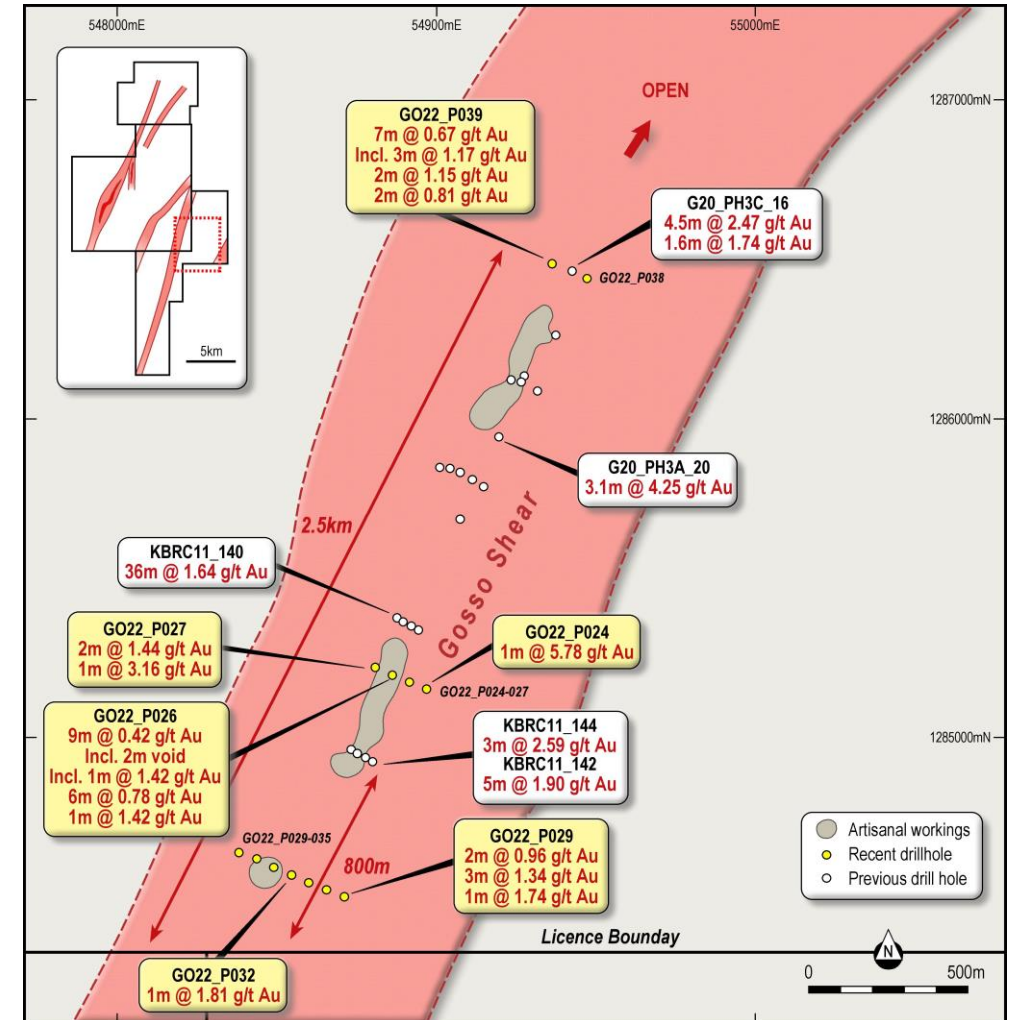 548000mE
54900mE
55000mE
1287000mN
1286000mN
1285000mN
5km
OPEN
GO22_P039
7m @ 0.67 g/t Au
Incl. 3m @ 1.17 g/t Au
2m @ 1.15 g/t Au
2m @ 0.81 g/t Au
G20_PH3C_16
4.5m @ 2.47 g/t Au
1.6m @ 1.74 g/t Au
GO22_P038
G20_PH3A_20
3.1m @ 4.25 g/t Au
2.5km
Gosso Shear
KBRC11_140
36m @ 1.64 g/t Au
GO22_P027
2m @ 1.44 g/t Au
1m @ 3.16 g/t Au
GO22_P024
1m @ 5.78 g/t Au
GO22_P024-027
GO22_P026
9m @ 0.42 g/t Au
Incl. 2m void
Incl. 1m @ 1.42 g/t Au
6m @ 0.78 g/t Au
1m @ 1.42 g/t Au
KBRC11_144
3m @ 2.59 g/t Au
KBRC11_142
5m @ 1.90 g/t Au
GO22_P029-035
800m
GO22_P029
2m @ 0.96 g/t Au
3m @ 1.34 g/t Au
1m @ 1.74 g/t Au
GO22_P032
1m @ 1.81 g/t Au
Artisanal workings
Recent drillhole
Previous drill hole
Licence Bounday
N
0
500m